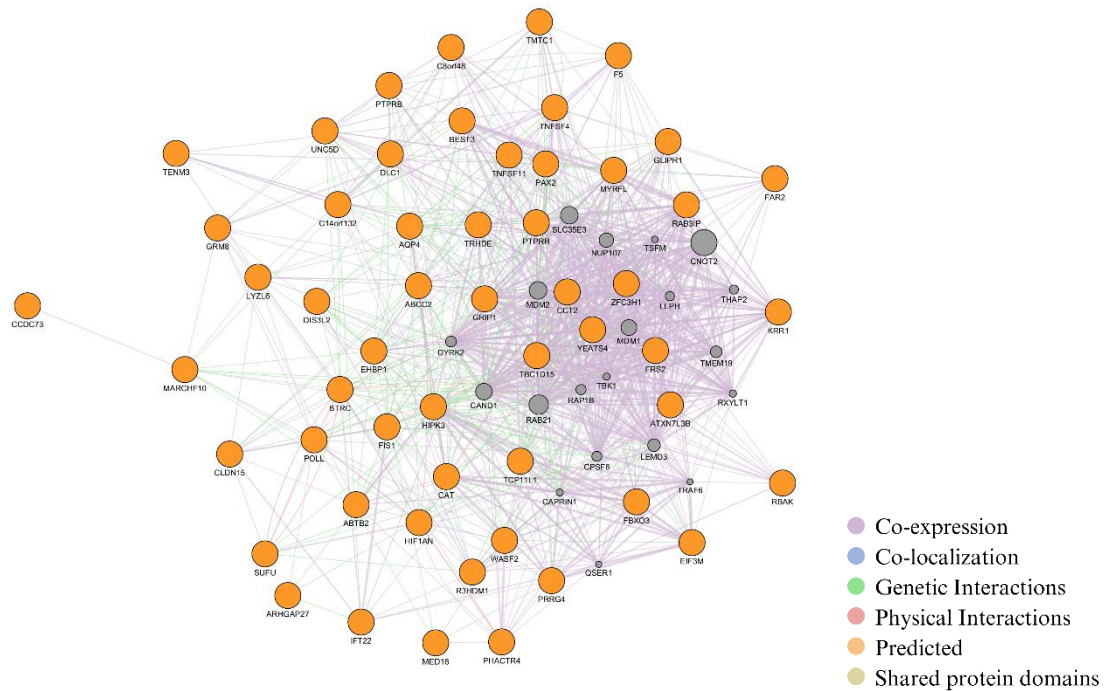 TMTC1
C8orf48
F5
PTPRB
TNFSF4
BEST3
UNC5D
GLIPR1
TENM3
DLC1
TNFSF11
PAX2
MYRFL
FAR2
C14orf132
RAB3IP
GRM8
AQP4
TRHDE
PTPRR
SLC35E3
NUP107
TSFM
CNOT2
LYZL6
DIS3L2
ABCC2
GRIP1
MDM2
CCT2
ZFC3H1
LLPH
THAP2
CCDC73
KRR1
DYRK2
YEATS4
MDM1
EHBP1
TBC1D15
FRS2
TMEM19
MARCHF10
TBK1
BTRC
HIPK3
CAND1
RAP1B
RXYLT1
RAB21
ATXN7L3B
FIS1
POLL
CLDN15
CPSF6
LEMD3
TCP11L1
CAT
TRAF6
RBAK
ABTB2
CAPRIN1
FBXO3
HIF1AN
WASF2
EIF3M
SUFU
R3HDM1
PRRG4
QSER1
ARHGAP27
IFT22
MED18
PHACTR4
Co-expression
Co-localization
Genetic Interactions
Physical Interactions
Predicted
Shared protein domains